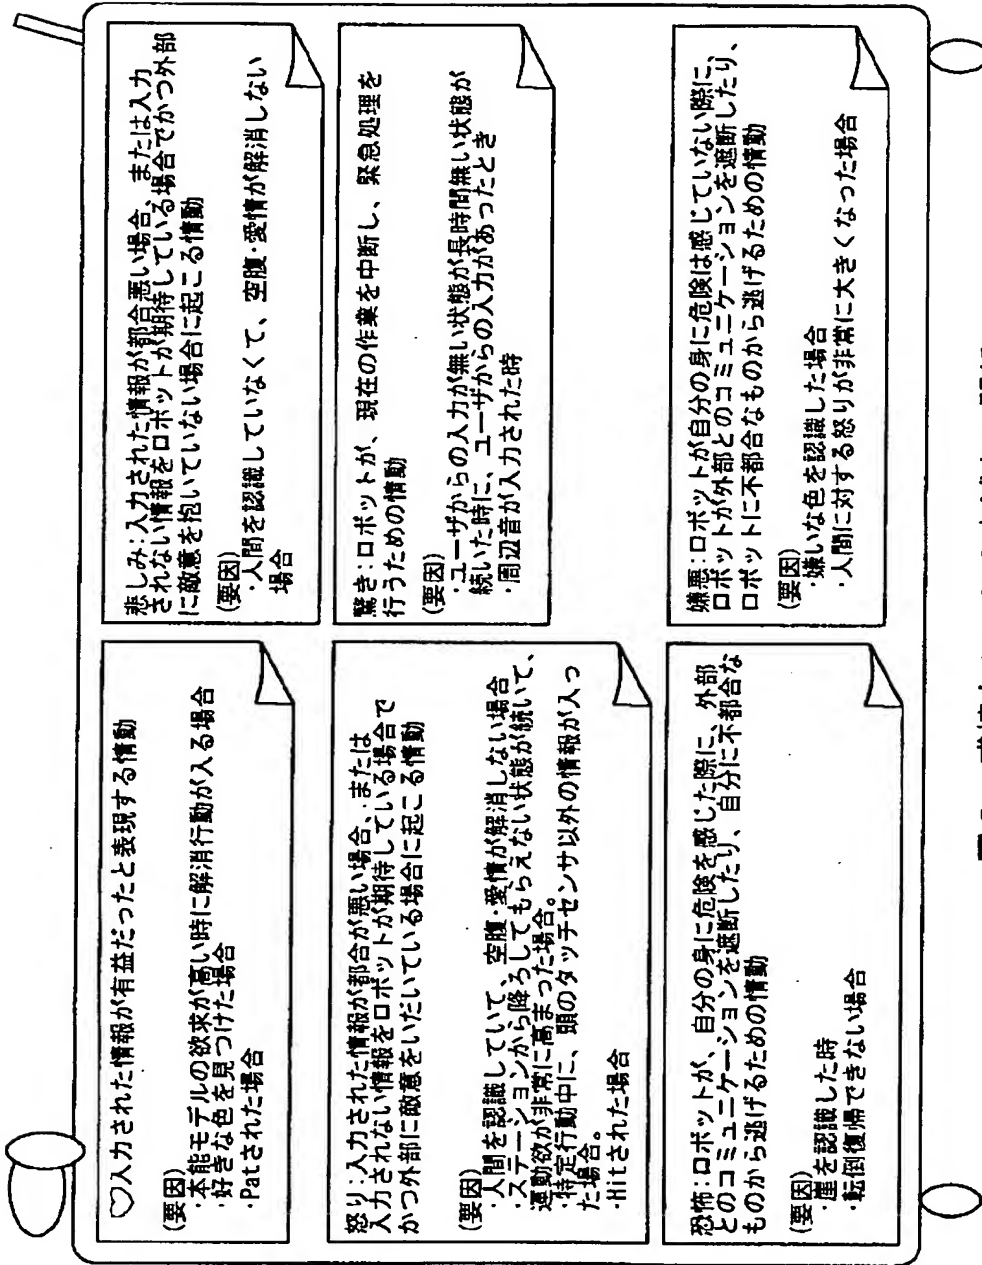 ♡入力された情報が有益だったと表現する情動
(要因)
・本能モデルの欲求が高い時に解消行動が入る場合
・好きな色を見つけた場合
・Patされた場合
悲しみ:入力された情報が都合悪い場合、または入力
されない情報をロボットが期待している場合でかつ外部
に敵意を抱いていない場合に起こる情動
(要因)
・人間を認識していなくて、空腹・愛情が解消しない
場合
怒り:入力された情報が都合が悪い場合、または
入力されない情報をロボットが期待している場合で
かつ外部に敵意をいだいている場合に起こる情動
(要因)
・人間を認識していて、空腹・愛情が解消しない場合
・ステーションから降ろしてもらえない状態が続いて、
運動欲が非常に高まった場合。
・特定行動中に、頭のタッチセンサ以外の情報が入っ
た場合。
・Hitされた場合
驚き:ロボットが、現在の作業を中断し、緊急処理を
行うための情動
(要因)
・ユーザからの入力が無い状態が長時間無い状態が
続いた時に、ユーザからの入力があったとき
・周辺音が入力された時
恐怖:ロボットが、自分の身に危険を感じた際に、外部
とのコミュニケーションを遮断したり、自分に不都合な
ものから逃げるための情動
(要因)
・崖を認識した時
・転倒復帰できない場合
嫌悪:ロボットが自分の身に危険は感じていない際に、
ロボットが外部とのコミュニケーションを遮断したり、
ロボットに不都合なものから逃げるための情動
(要因)
・嫌いな色を認識した場合
・人間に対する怒りが非常に大きくなった場合